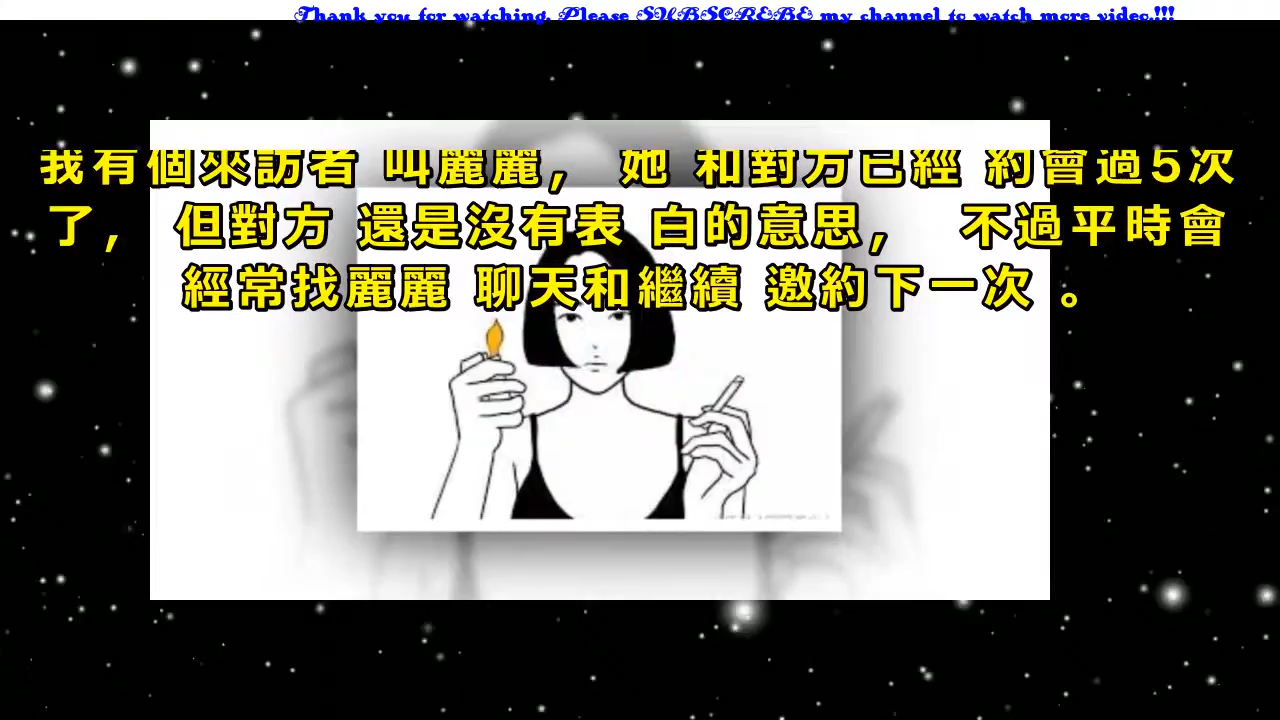 Thank you for watching. Please SUBSCREBE my channel to watch more video.!!!
我有個來訪者 叫麗麗， 她 和對方已經 約會過5次
了， 但對方 還是沒有表 白的意思， 不過平時會
經常找麗麗 聊天和繼續 邀約下一次 。